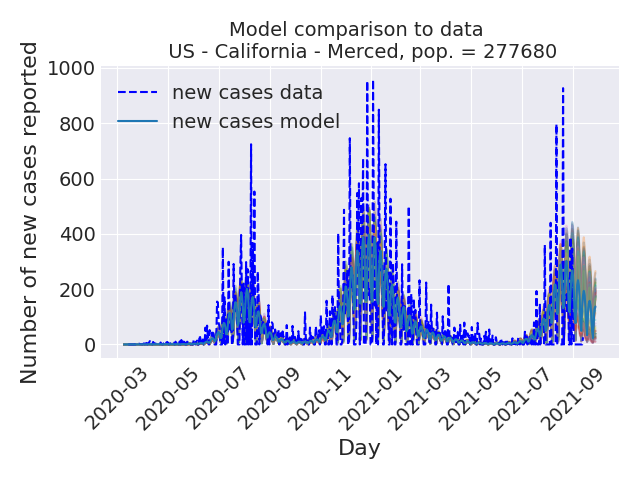 Model comparison to data
US - California - Merced, pop. = 277680
Number of new cases reported
1000
800
600
400
200
0
new cases data
new cases model
2020-03
2020-05
2020-07
2020-09
2020-11
2021-01
2021-03
2021-05
2021-07
2021-09
Day